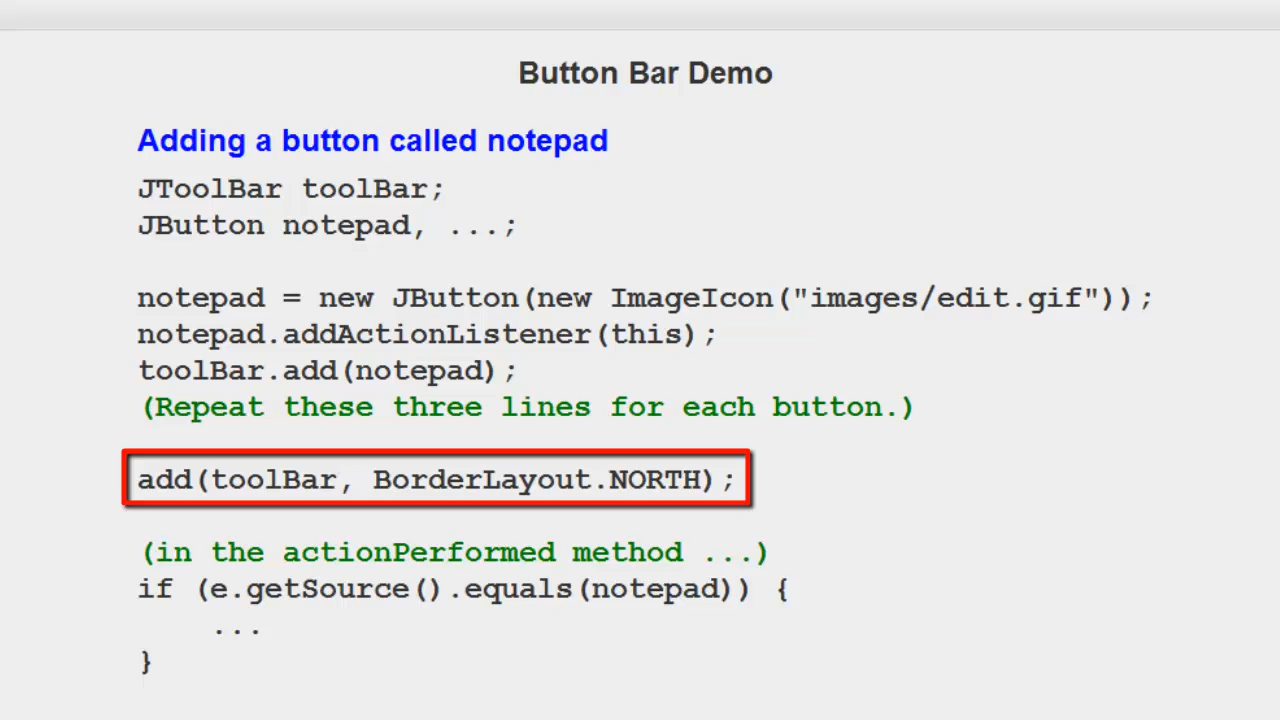 Button Bar Demo
Adding a button called notepad
JToolBar toolBar;
JButton notepad, ...;
notepad = new JButton(new ImageIcon("images/edit.gif"));
notepad.addActionListener(this);
toolBar.add(notepad);
(Repeat these three lines for each button.)
add(toolBar, BorderLayout.NORTH);
(in the actionPerformed method ...)
if (e.getSource().equals(notepad)) {
...
}